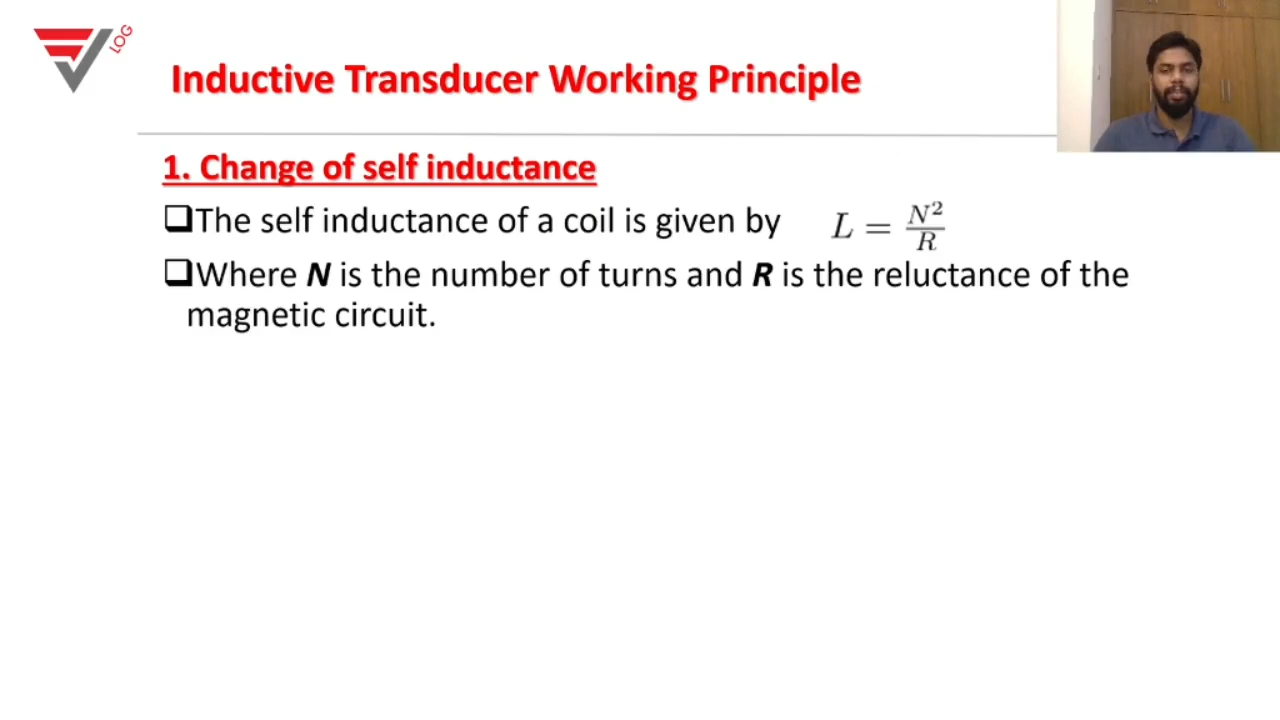 LOG
Inductive Transducer Working Principle
1. Change of self inductance
❑The self inductance of a coil is given by L = N²/R
❑Where N is the number of turns and R is the reluctance of the
magnetic circuit.